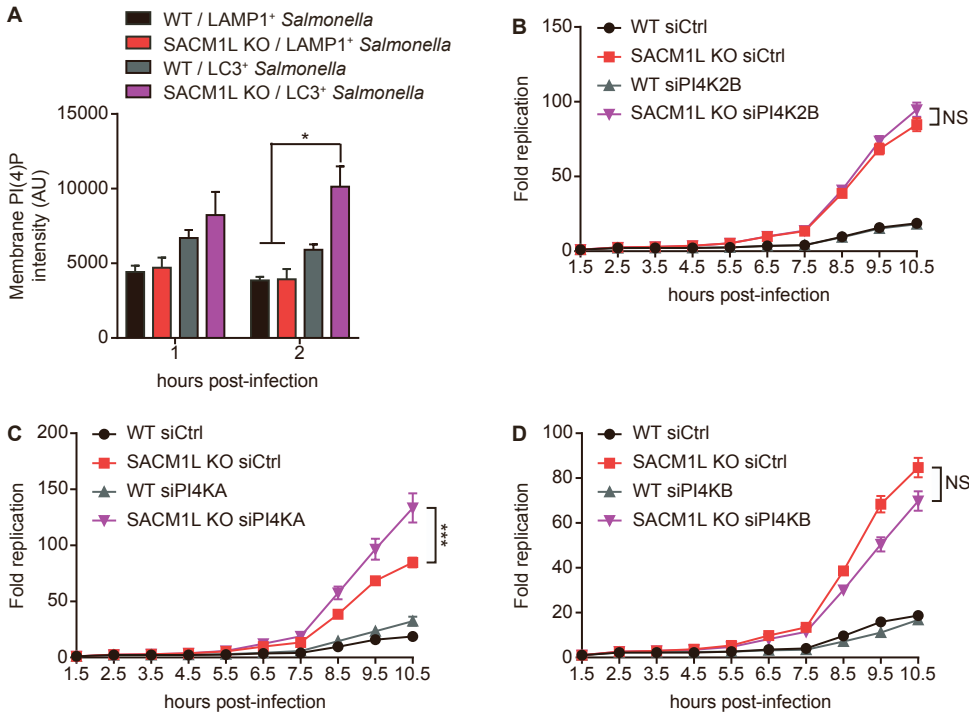 A
WT / LAMP1⁺ Salmonella
SACM1L KO / LAMP1⁺ Salmonella
WT / LC3⁺ Salmonella
SACM1L KO / LC3⁺ Salmonella
Membrane PI(4)P
intensity (AU)
15000
10000
5000
0
*
1
2
hours post-infection
B
WT siCtrl
SACM1L KO siCtrl
WT siPI4K2B
SACM1L KO siPI4K2B
Fold replication
150
100
50
0
NS
1.5 2.5 3.5 4.5 5.5 6.5 7.5 8.5 9.5 10.5
hours post-infection
C
WT siCtrl
SACM1L KO siCtrl
WT siPI4KA
SACM1L KO siPI4KA
Fold replication
200
150
100
50
0
***
1.5 2.5 3.5 4.5 5.5 6.5 7.5 8.5 9.5 10.5
hours post-infection
D
WT siCtrl
SACM1L KO siCtrl
WT siPI4KB
SACM1L KO siPI4KB
Fold replication
100
80
60
40
20
0
NS
1.5 2.5 3.5 4.5 5.5 6.5 7.5 8.5 9.5 10.5
hours post-infection